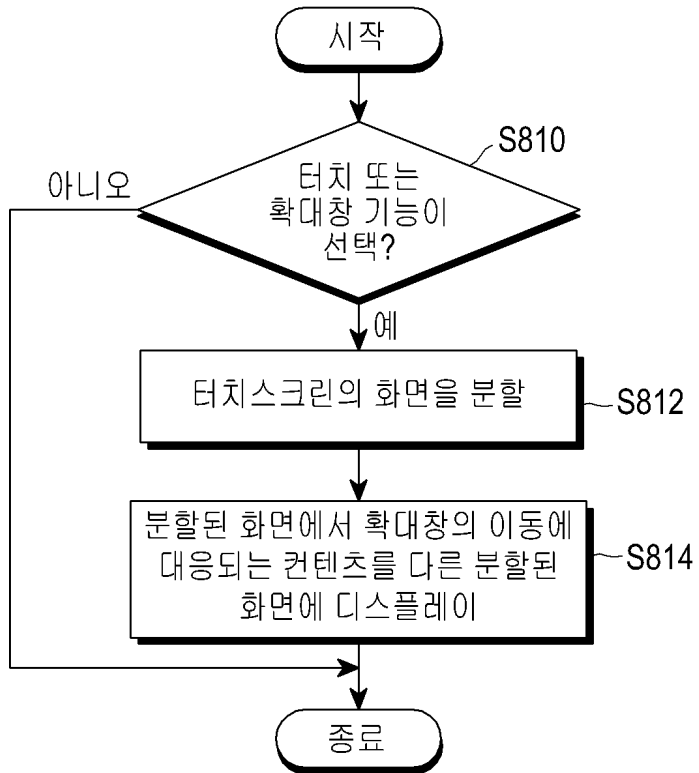 시작
S810
터치 또는
확대창 기능이
선택?
아니오
예
터치스크린의 화면을 분할
S812
분할된 화면에서 확대창의 이동에
대응되는 컨텐츠를 다른 분할된
화면에 디스플레이
S814
종료